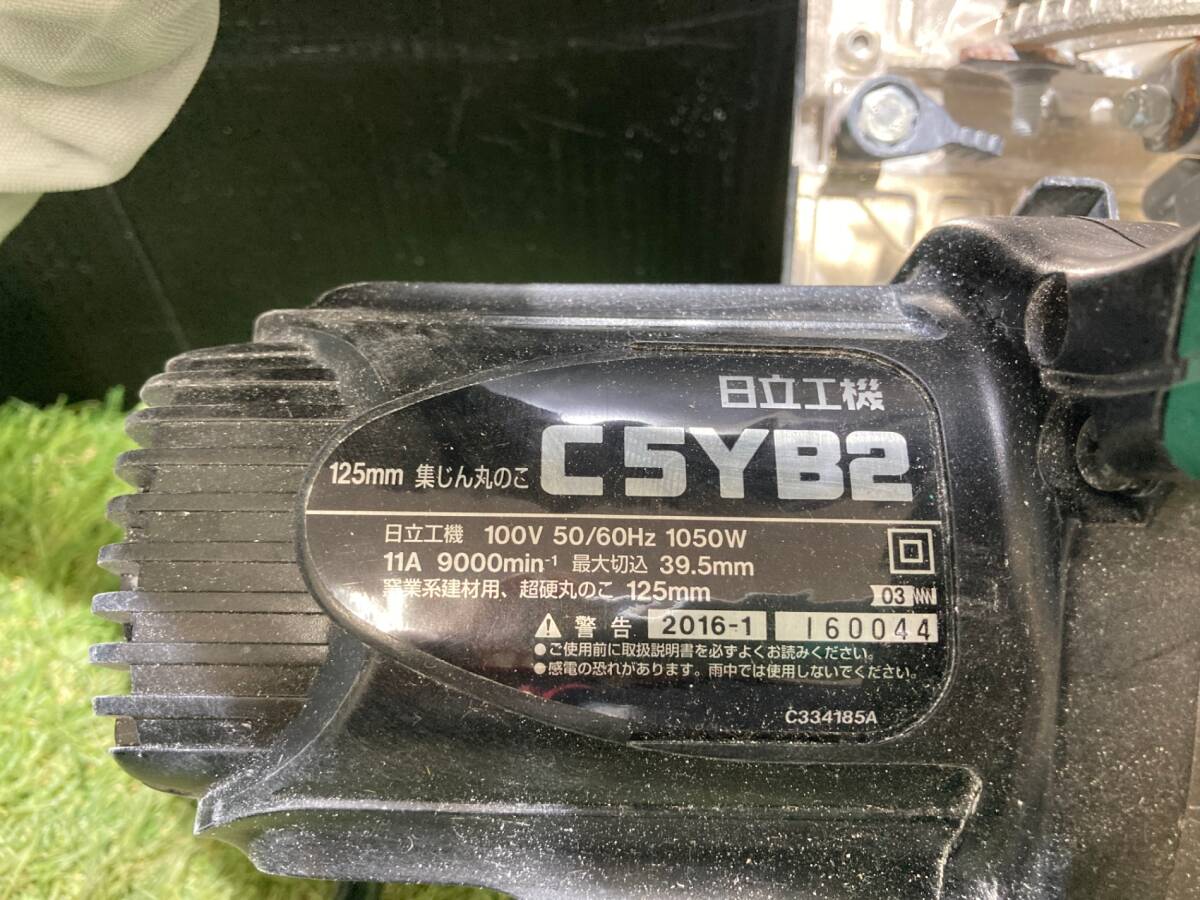 日立工機
125mm 集じん丸のこ C5YB2
日立工機 100V 50/60Hz 1050W
11A 9000min-1 最大切込 39.5mm
窯業系建材用、超硬丸のこ 125mm
03
警告 2016-1 160044
●ご使用前に取扱説明書を必ずよくお読みください。
●感電の恐れがあります。雨中では使用しないでください。
C334185A